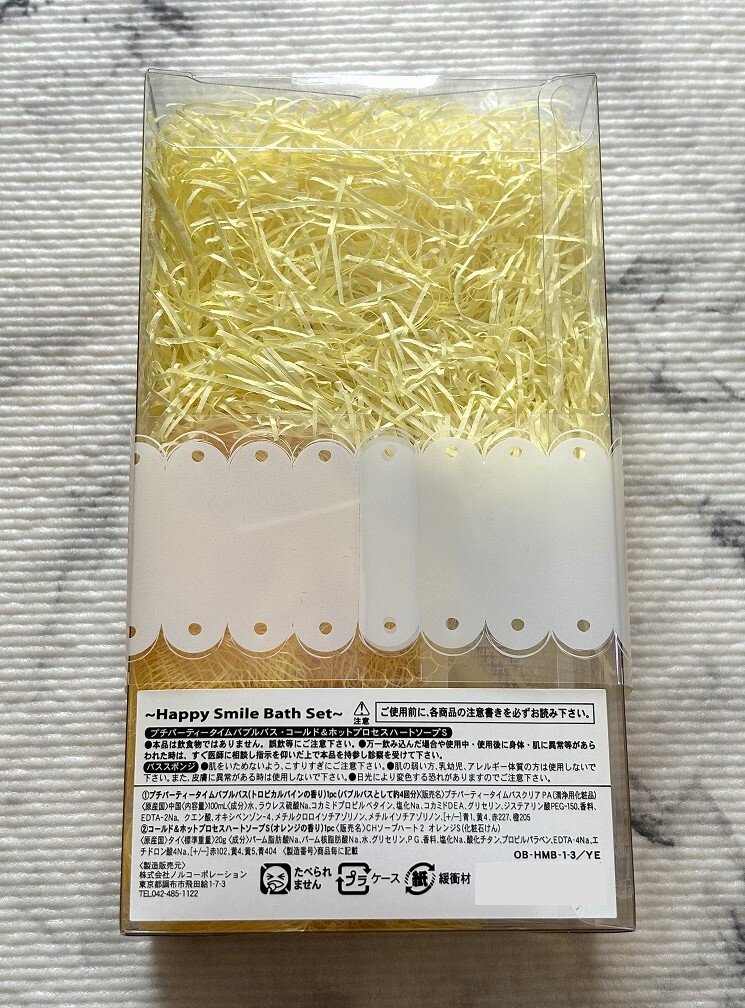 ~Happy Smile Bath Set~
注意
ご使用前に、各商品の注意書きを必ずお読み下さい。
プチパーティータイムバブルバス・コールド&ホットプロセスハートソープS
●本品は飲食物ではありません。誤飲等にご注意下さい。●万一飲み込んだ場合や使用中・使用後に身体・肌に異常等があら
われた時は、すぐ医師に相談し指示を仰いだ上で本品を持参し診察を受けて下さい。
バススポンジ ●肌をいためないよう、こすりすぎにご注意下さい。●肌の弱い方、乳幼児、アレルギー体質の方は使用しないで
下さい。また、皮膚に異常がある時は使用しないで下さい。●日光により変色する恐れがありますのでご注意下さい。
①プチパーティータイムバブルバス(トロピカルパインの香り)1pc(バブルバスとして約4回分)〈販売名〉プチパーティータイムバスクリア PA(清浄用化粧品)
〈原産国〉中国〈内容量〉100mL〈成分〉水、ラウレス硫酸Na、コカミドプロピルベタイン、塩化Na、コカミドDEA、グリセリン、ジステアリン酸PEG-150、香料、
EDTA-2Na、クエン酸、オキシベンゾン-4、メチルクロロイソチアゾリノン、メチルイソチアゾリノン、[+/-]青1、黄4、赤227、橙205
②コールド&ホットプロセスハートソープS(オレンジの香り)1pc〈販売名〉CHソープハート2 オレンジS(化粧石けん)
〈原産国〉タイ〈標準重量〉20g〈成分〉パーム脂肪酸Na、パーム核脂肪酸Na、水、グリセリン、PG、香料、塩化Na、酸化チタン、プロピルパラベン、EDTA-4Na、エ
チドロン酸4Na、[+/-]赤102、黄4、黄5、青404 〈製造番号〉商品毎に記載
OB-HMB-1-3/YE
〈製造販売元〉
株式会社ノルコーポレーション
東京都調布市飛田給1-7-3
TEL042-485-1122
たべられ
ません
プラ ケース
紙 緩衝材